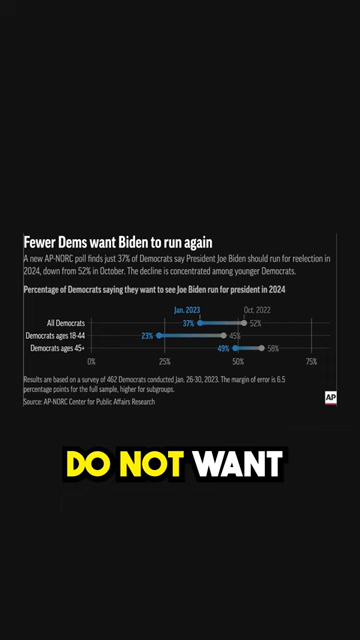 Fewer Dems want Biden to run again
A new AP-NORC poll finds just 37% of Democrats say President Joe Biden should run for reelection in
2024, down from 52% in October. The decline is concentrated among younger Democrats.
Percentage of Democrats saying they want to see Joe Biden run for president in 2024
Jan. 2023 Oct. 2022
All Democrats 37% 52%
Democrats ages 18-44 23% 45%
Democrats ages 45+ 49% 58%
0% 25% 50% 75%
Results are based on a survey of 462 Democrats conducted Jan. 26-30, 2023. The margin of error is 6.5
percentage points for the full sample, higher for subgroups.
Source: AP-NORC Center for Public Affairs Research
AP
DO NOT WANT